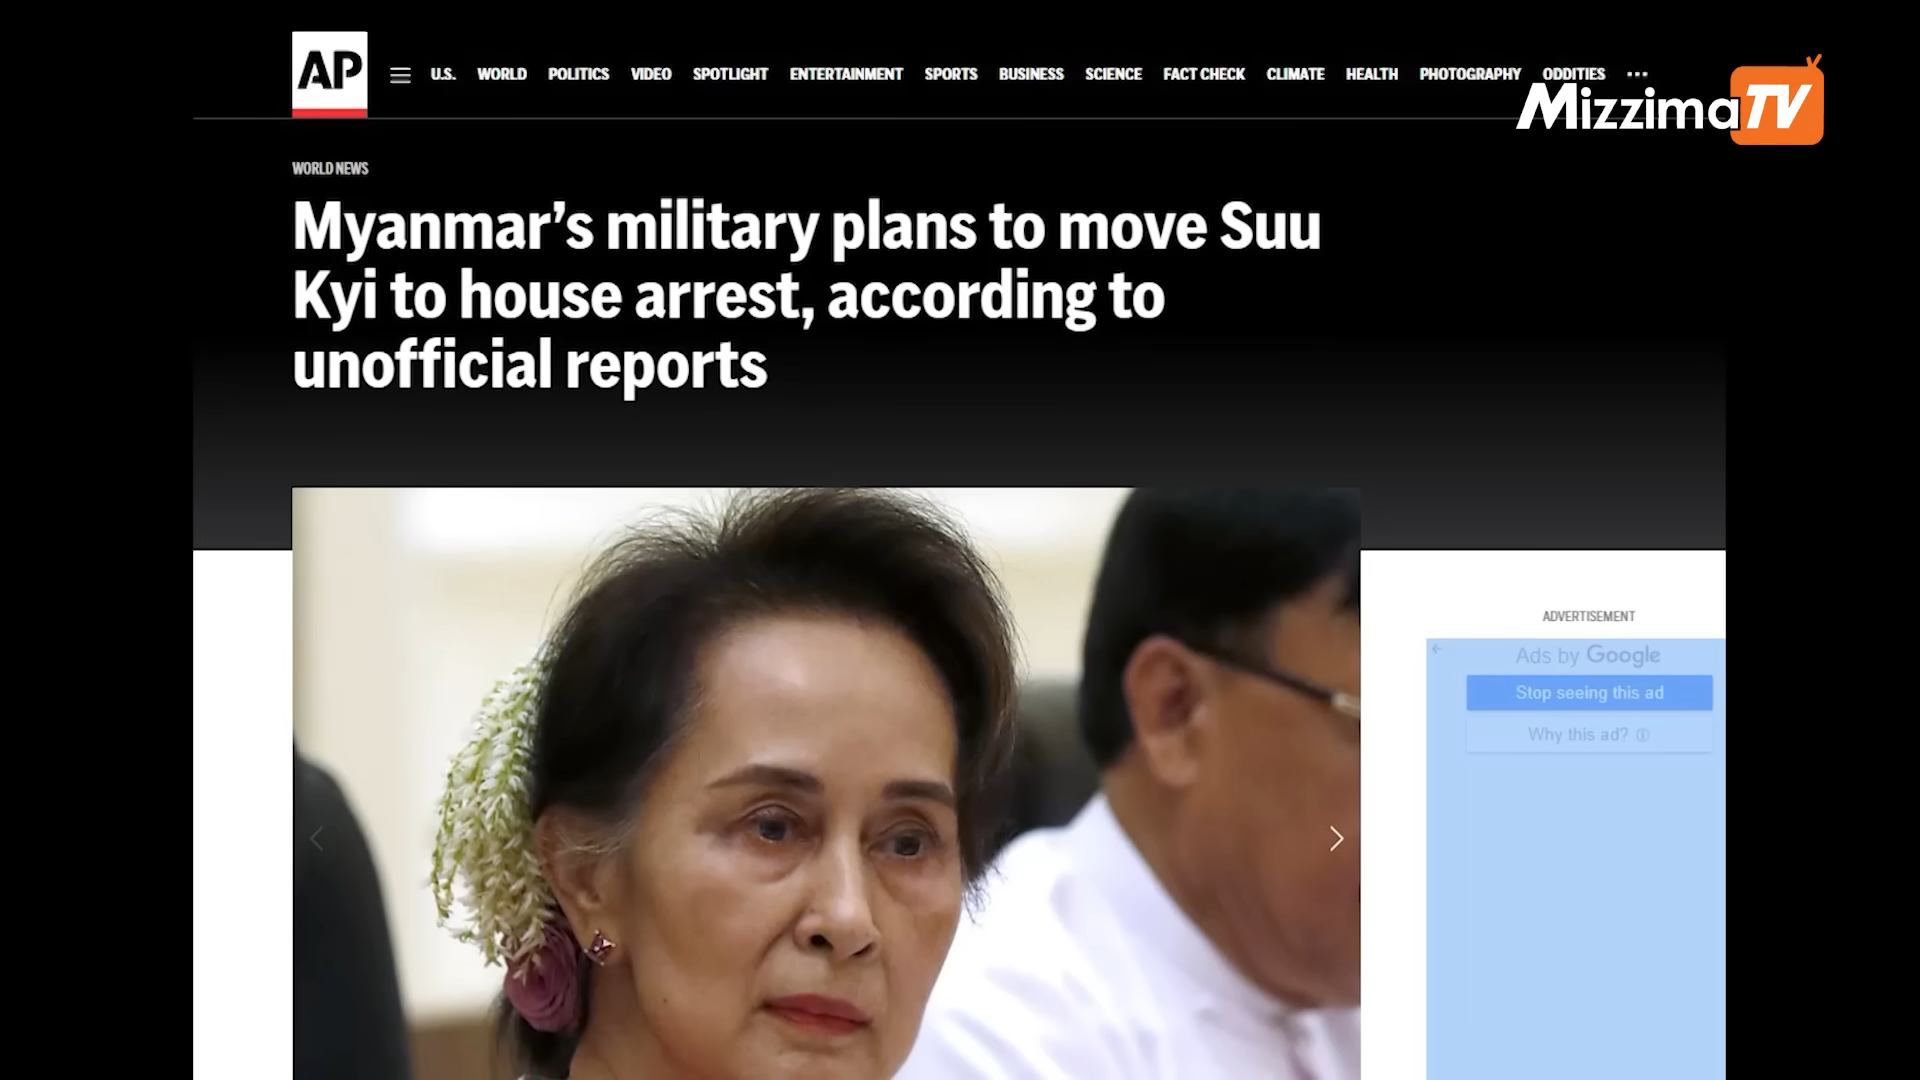 AP
U.S. WORLD POLITICS VIDEO SPOTLIGHT ENTERTAINMENT SPORTS BUSINESS SCIENCE FACT CHECK CLIMATE HEALTH PHOTOGRAPHY ODDITIES ...
Mizzima TV
WORLD NEWS
Myanmar’s military plans to move Suu
Kyi to house arrest, according to
unofficial reports
ADVERTISEMENT
Ads by Google
Stop seeing this ad
Why this ad?